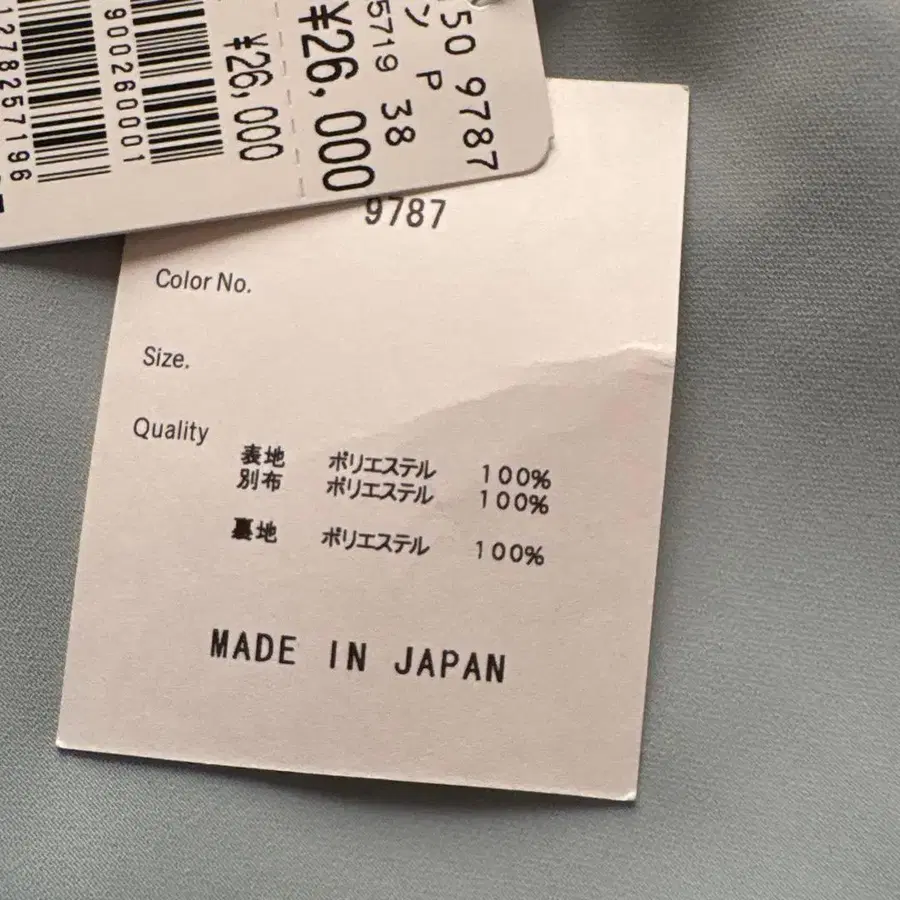 50 9787
ン P
5719 38
¥26,000
¥26,000
900260001
1278257196
9787
Color No.
Size.
Quality
表地 ポリエステル 100%
別布 ポリエステル 100%
裏地 ポリエステル 100%
MADE IN JAPAN